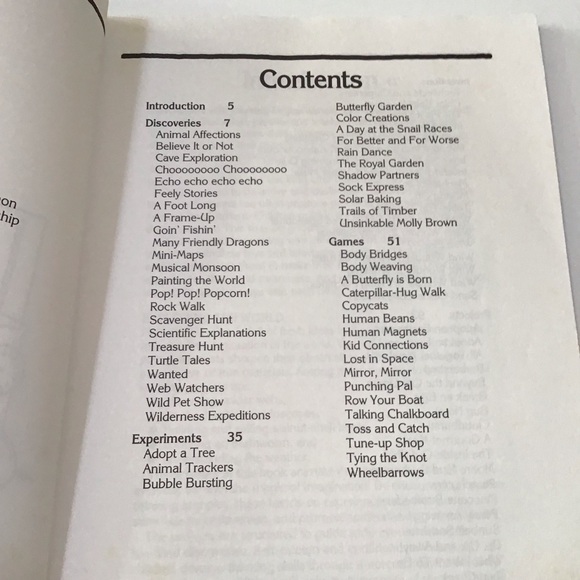 on
hip
Contents
Introduction 5
Discoveries 7
Animal Affections
Believe It or Not
Cave Exploration
Choooooooo Choooooooo
Echo echo echo echo
Feely Stories
A Foot Long
A Frame-Up
Goin' Fishin'
Many Friendly Dragons
Mini-Maps
Musical Monsoon
Painting the World
Pop! Pop! Popcorn!
Rock Walk
Scavenger Hunt
Scientific Explanations
Treasure Hunt
Turtle Tales
Wanted
Web Watchers
Wild Pet Show
Wilderness Expeditions
Experiments 35
Adopt a Tree
Animal Trackers
Bubble Bursting
Butterfly Garden
Color Creations
A Day at the Snail Races
For Better and For Worse
Rain Dance
The Royal Garden
Shadow Partners
Sock Express
Solar Baking
Trails of Timber
Unsinkable Molly Brown
Games 51
Body Bridges
Body Weaving
A Butterfly is Born
Caterpillar-Hug Walk
Copycats
Human Beans
Human Magnets
Kid Connections
Lost in Space
Mirror, Mirror
Punching Pal
Row Your Boat
Talking Chalkboard
Toss and Catch
Tune-up Shop
Tying the Knot
Wheelbarrows